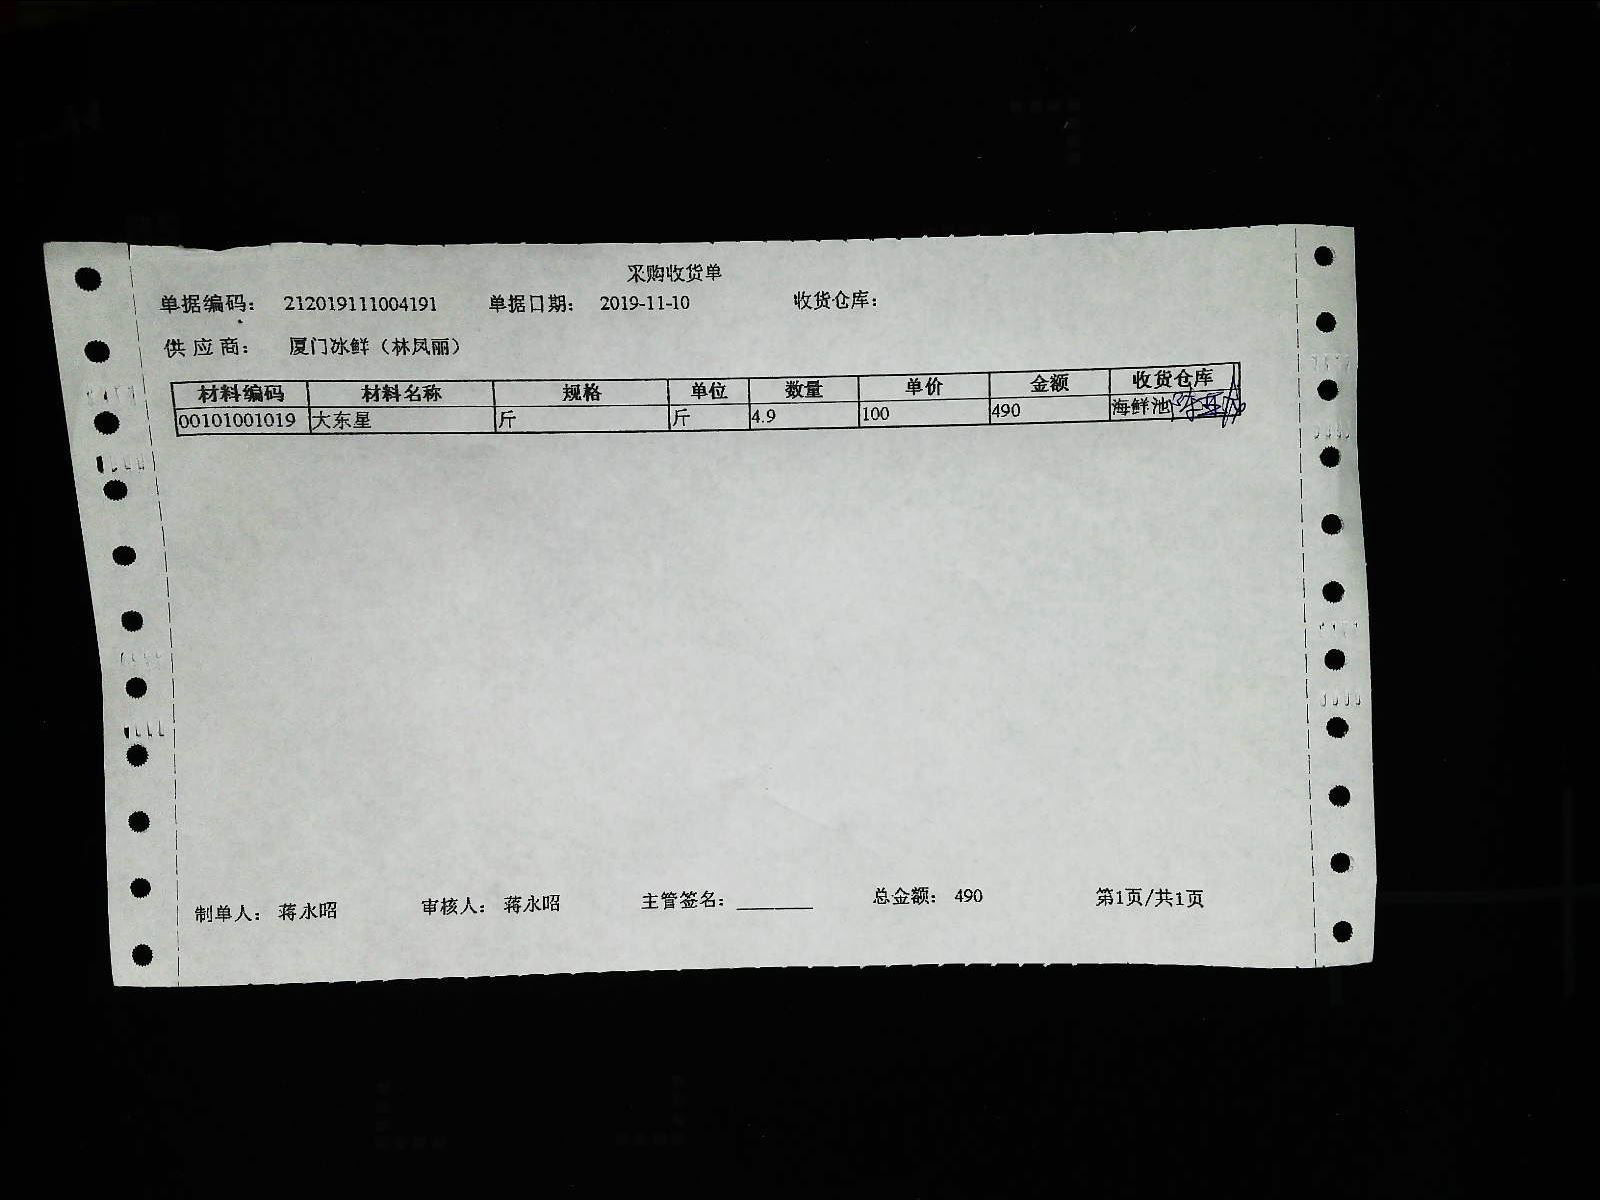 采购收货单
单据编码： 212019111004191 单据日期： 2019-11-10 收货仓库：
供应商： 厦门冰鲜（林凤丽）
材料编码 材料名称 规格 单位 数量 单价 金额 收货仓库
00101001019 大东星 斤 斤 4.9 100 490 海鲜池
制单人： 蒋永昭 审核人： 蒋永昭 主管签名：________ 总金额： 490 第1页/共1页